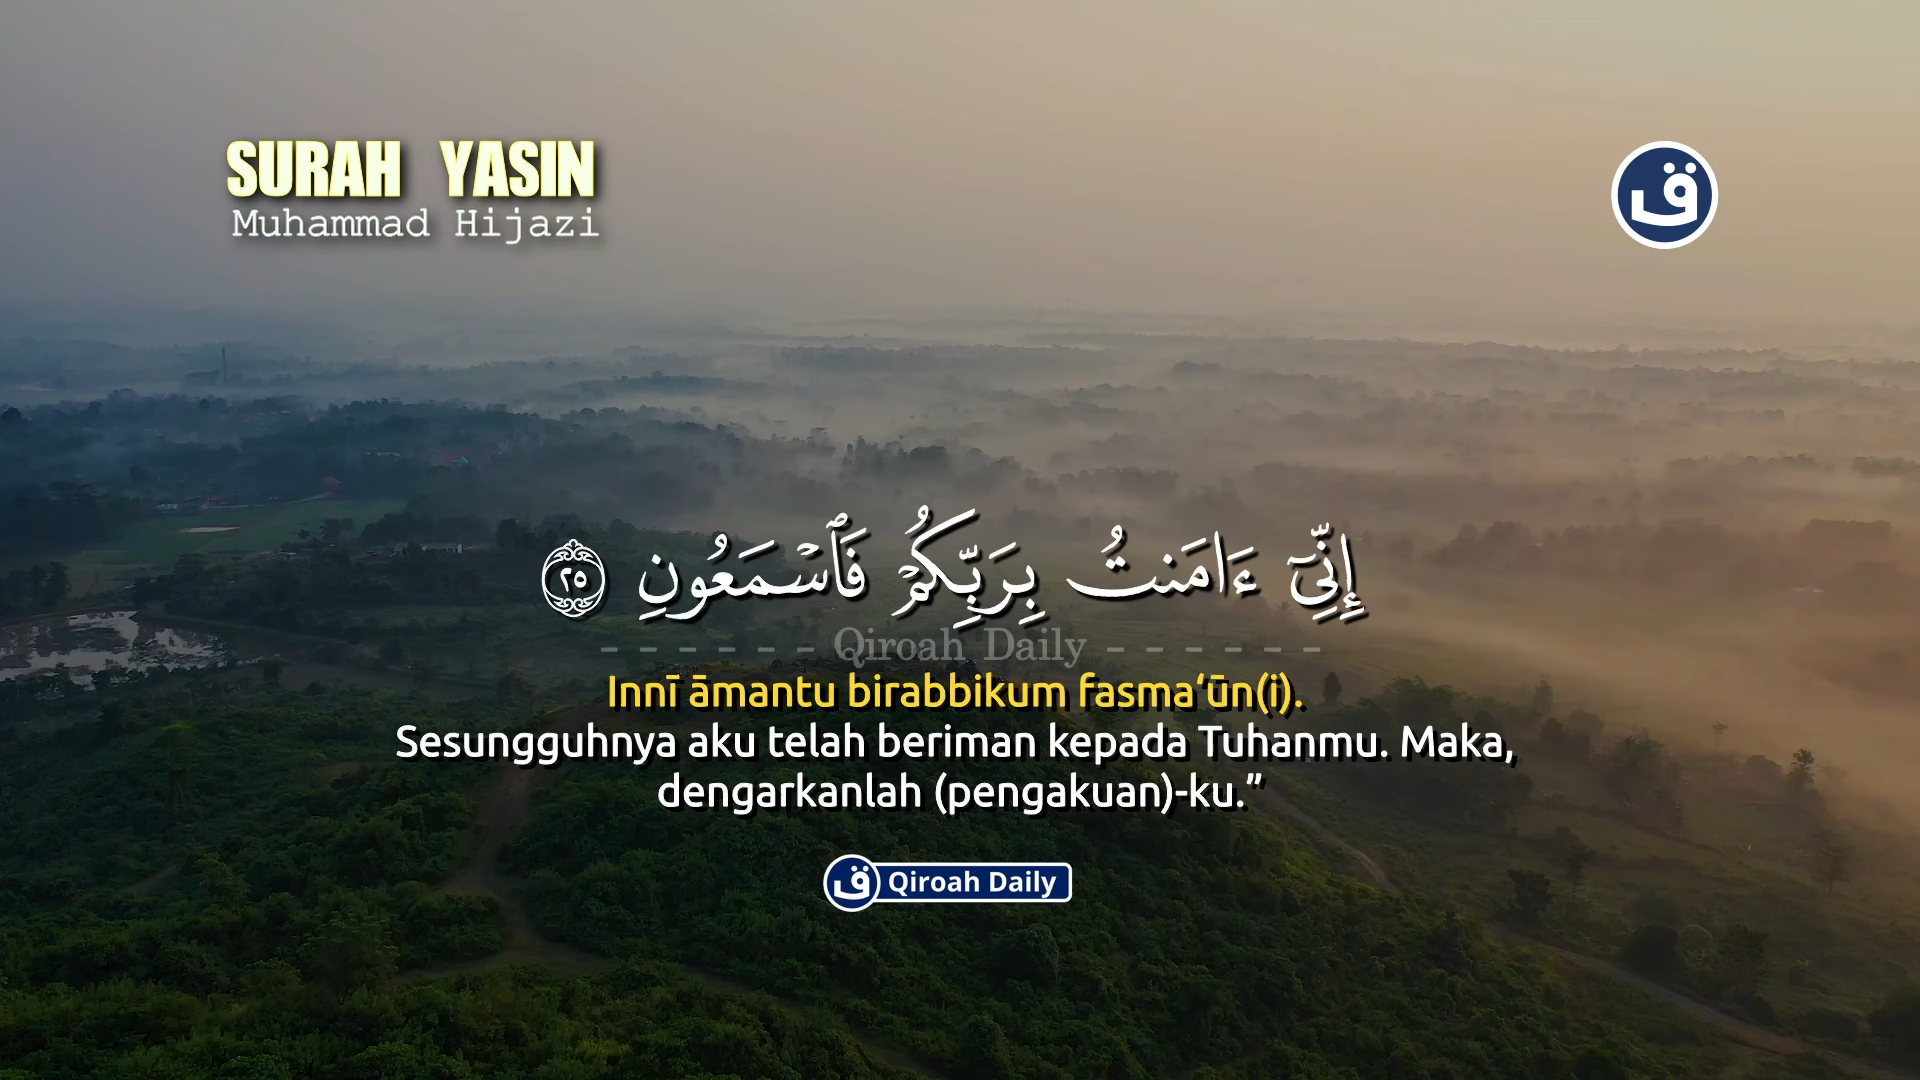 SURAH YASIN
Muhammad Hijazi
ق
إِنِّىٓ ءَامَنتُ بِرَبِّكُمْ فَٱسْمَعُونِ ٢٥
- - - - - - Qiroah Daily - - - - - -
Innī āmantu birabbikum fasma‘ūn(i).
Sesungguhnya aku telah beriman kepada Tuhanmu. Maka,
dengarkanlah (pengakuan)-ku.”
ق Qiroah Daily